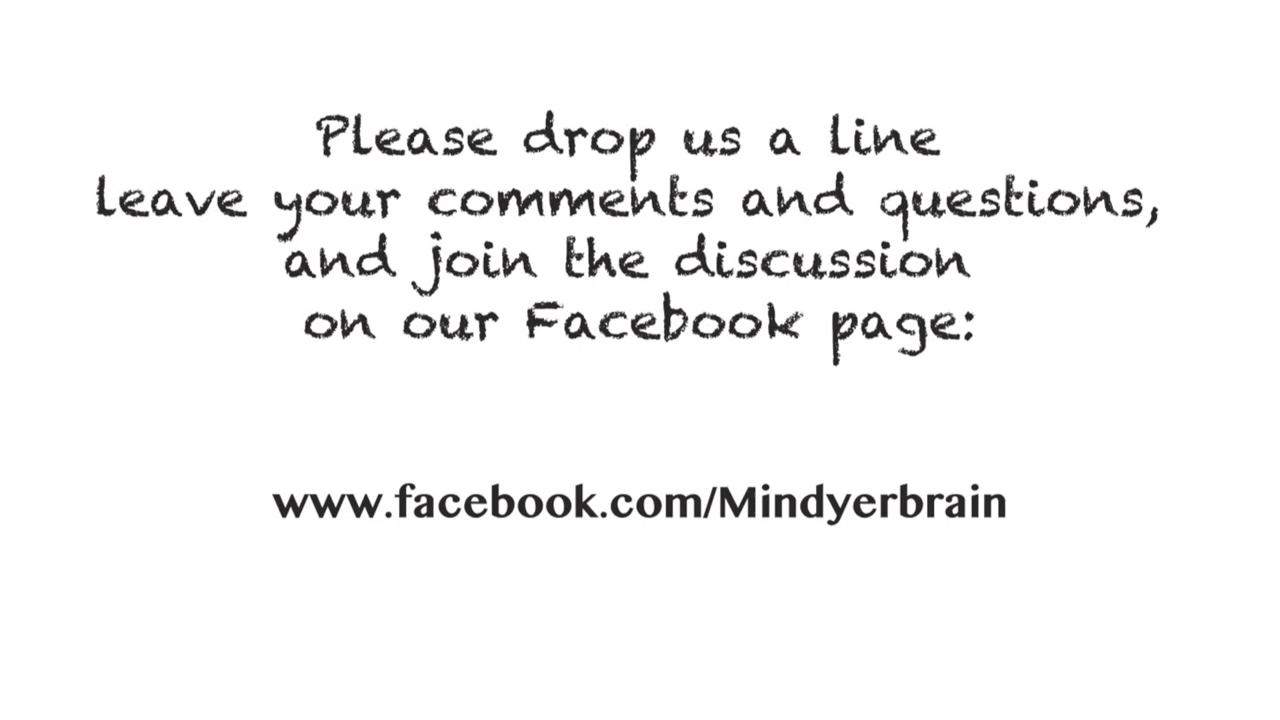 Please drop us a line
leave your comments and questions,
and join the discussion
on our Facebook page:
www.facebook.com/Mindyerbrain